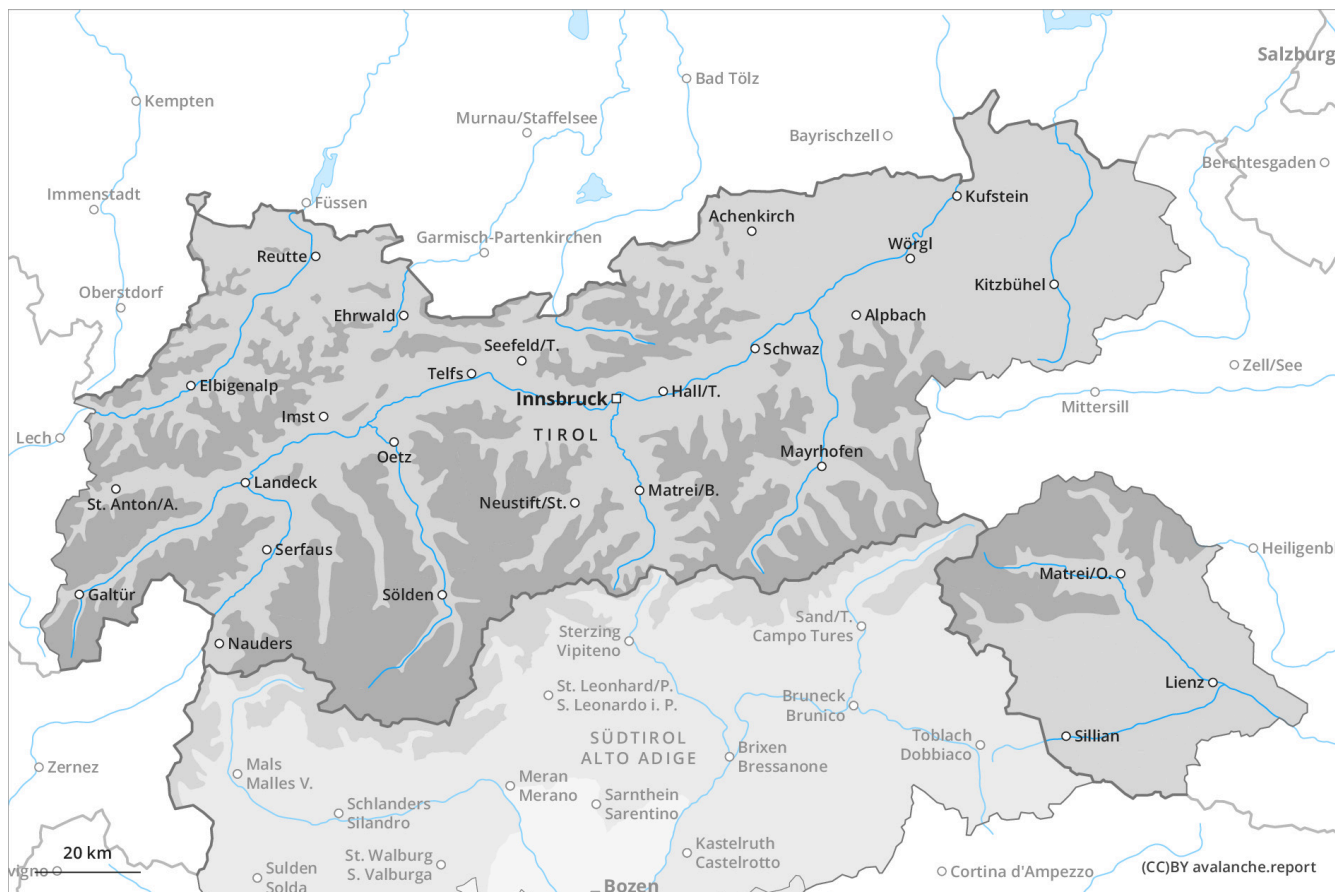 Salzburg
Bad Tölz
Kempten
Murnau/Staffelsee
Bayrischzell
Berchtesgaden
Immenstadt
Füssen
Kufstein
Achenkirch
Garmisch-Partenkirchen
Wörgl
Reutte
Kitzbühel
Oberstdorf
Ehrwald
Alpbach
Seefeld/T.
Schwaz
Zell/See
Telfs
Elbigenalp
Innsbruck
Hall/T.
Mittersill
Imst
Lech
TIROL
Oetz
Mayrhofen
Landeck
Matrei/B.
St. Anton/A.
Neustift/St.
Serfaus
Heiligenb
Matrei/O.
Galtür
Sölden
Sand/T.
Campo Tures
Sterzing
Vipiteno
Nauders
Lienz
St. Leonhard/P.
S. Leonardo i. P.
Bruneck
Brunico
Sillian
Toblach
Dobbiaco
SÜDTIROL
ALTO ADIGE
Brixen
Bressanone
Zernez
Mals
Malles V.
Meran
Merano
Schlanders
Silandro
Sarnthein
Sarentino
Kastelruth
Castelrotto
20 km
vigno
St. Walburg
S. Valburga
Sulden
Solda
Cortina d'Ampezzo
(CC)BY avalanche.report
Bozen